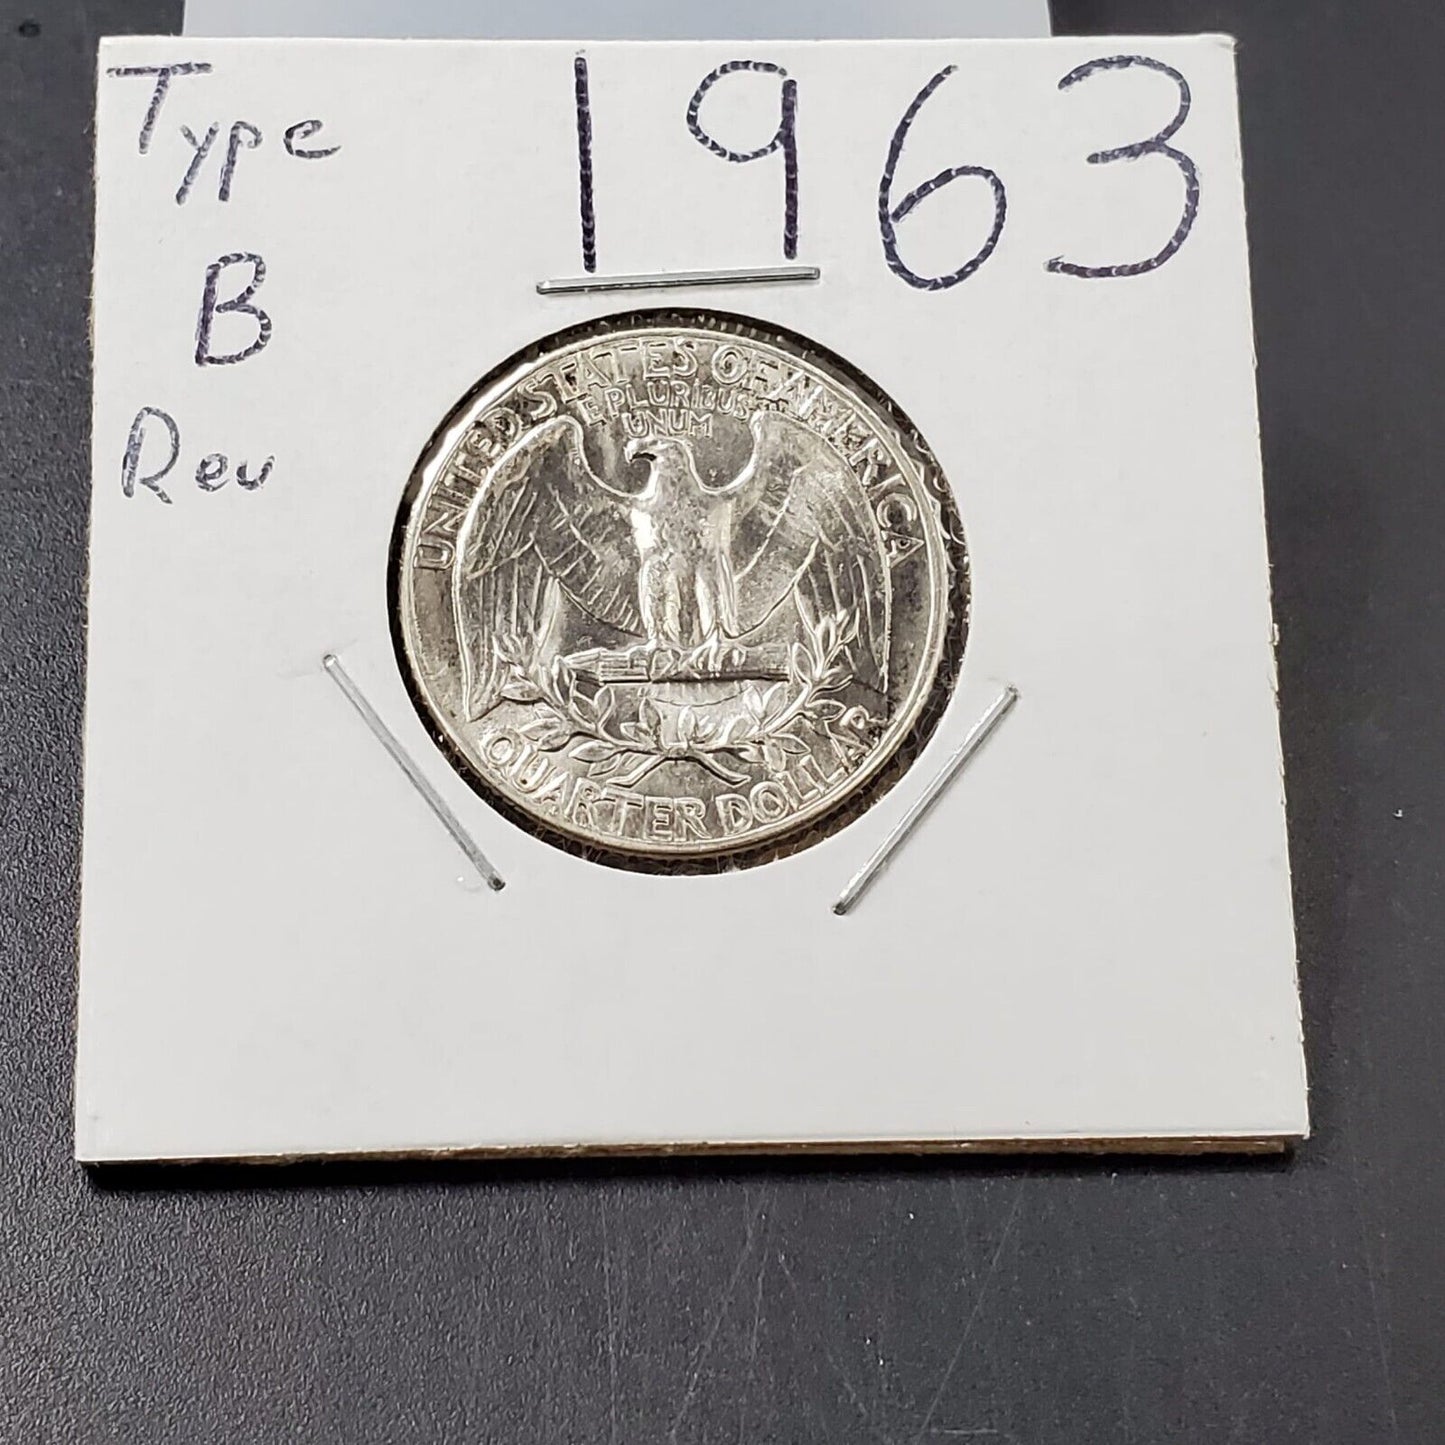 Type 1963
B
Rev
UNITED STATES OF AMERICA
E PLURIBUS
UNUM
QUARTER DOLLAR